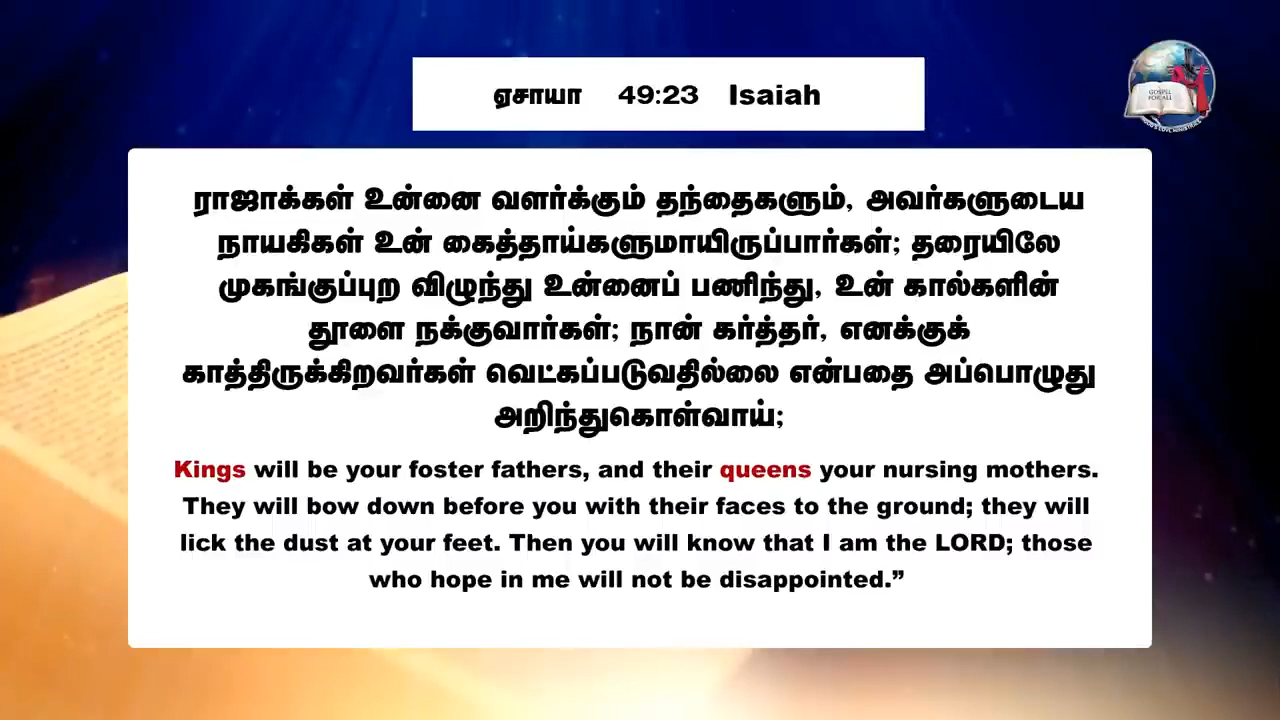 ஏசாயா 49:23 Isaiah
GOSPEL
FOR ALL
ராஜாக்கள் உன்னை வளர்க்கும் தந்தைகளும், அவர்களுடைய
நாயகிகள் உன் கைத்தாய்களுமாயிருப்பார்கள்; தரையிலே
முகங்குப்புற விழுந்து உன்னைப் பணிந்து, உன் கால்களின்
தூளை நக்குவார்கள்; நான் கர்த்தர், எனக்குக்
காத்திருக்கிறவர்கள் வெட்கப்படுவதில்லை என்பதை அப்பொழுது
அறிந்துகொள்வாய்;
Kings will be your foster fathers, and their queens your nursing mothers.
They will bow down before you with their faces to the ground; they will
lick the dust at your feet. Then you will know that I am the LORD; those
who hope in me will not be disappointed.”